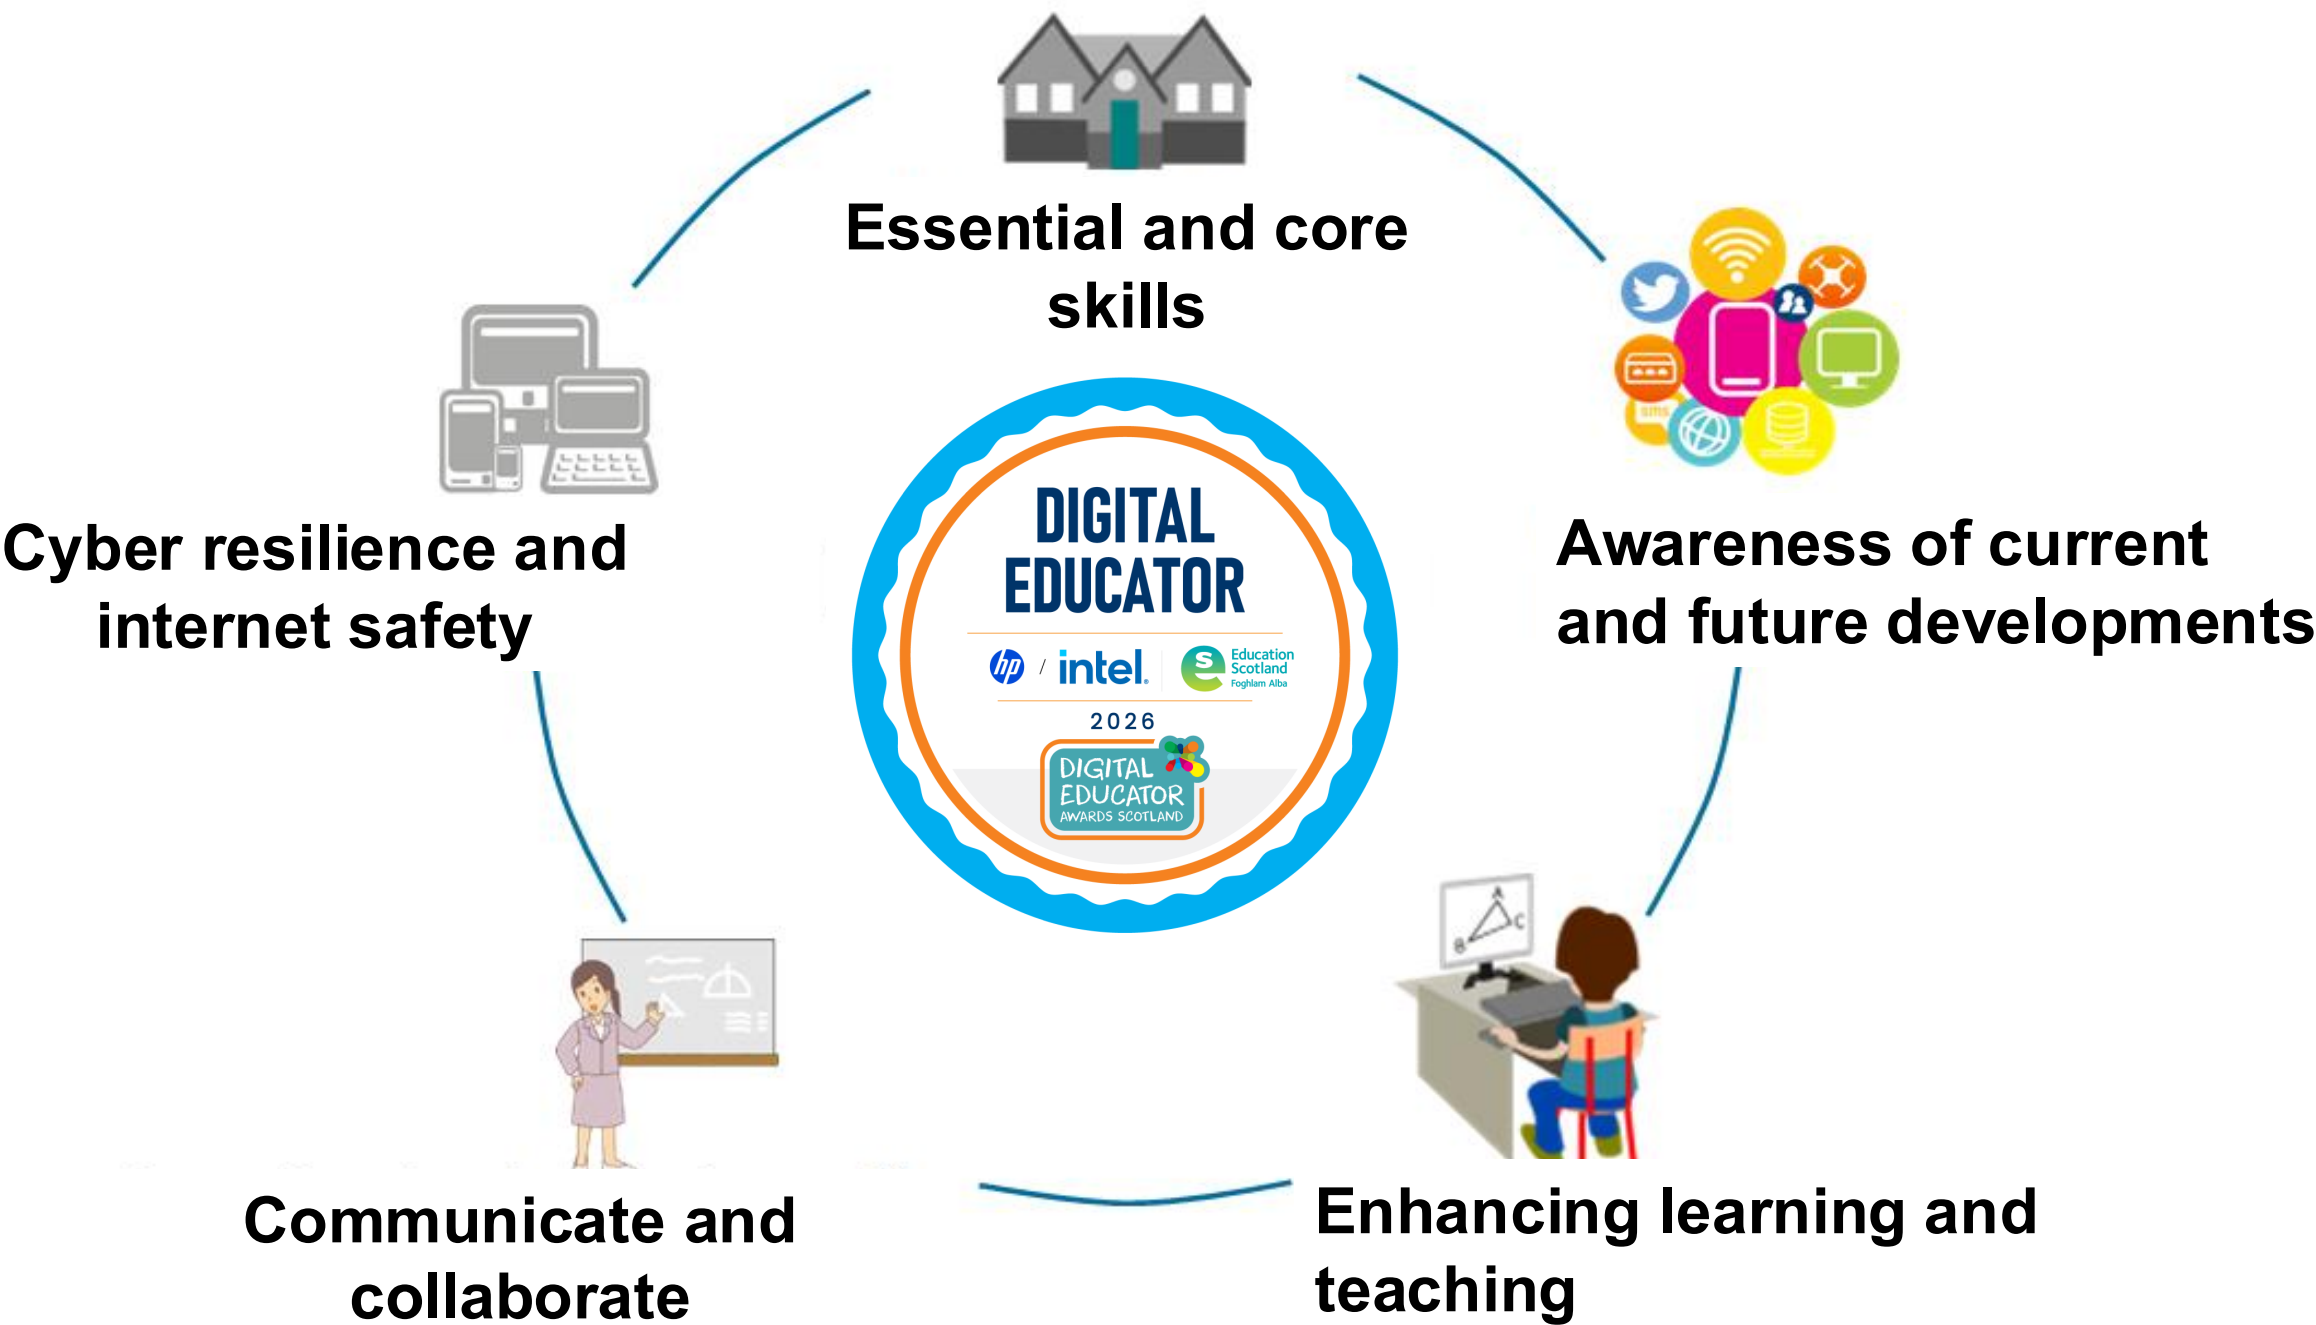 Essential and core
skills
Awareness of current
and future developments
Enhancing learning and
teaching
Communicate and
collaborate
Cyber resilience and
internet safety
DIGITAL
EDUCATOR
hp / intel. Education
Scotland
Foghlam Alba
2026
DIGITAL
EDUCATOR
AWARDS SCOTLAND
sms
A
B
C